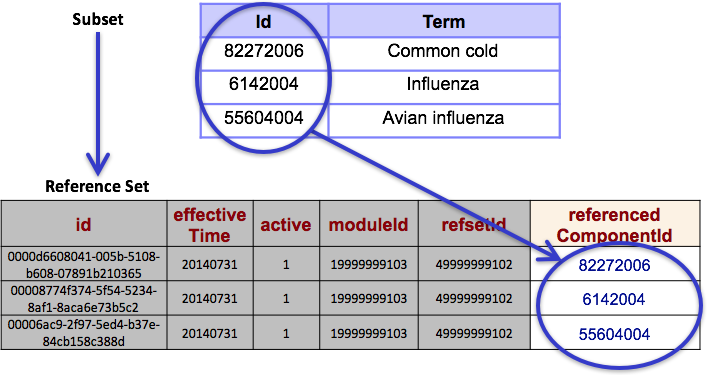 Subset
Id Term
82272006 Common cold
6142004 Influenza
55604004 Avian influenza
Reference Set
id effective Time active moduleId refsetId referenced ComponentId
0000d6608041-005b-5108-
b608-07891b210365 20140731 1 19999999103 49999999102 82272006
00008774f374-5f54-5234-
8af1-8aca6e73b5c2 20140731 1 19999999103 49999999102 6142004
00006ac9-2f97-5ed4-b37e-
84cb158c388d 20140731 1 19999999103 49999999102 55604004